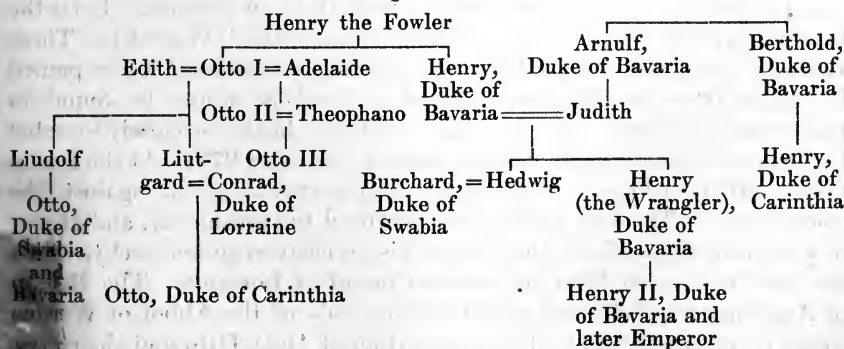 Henry the Fowler
Arnulf, Berthold,
Edith=Otto I=Adelaide Henry, Duke of Bavaria Duke of
Duke of Bavaria
Otto II=Theophano Bavaria=Judith
Liudolf Liut- Otto III Henry,
gard=Conrad, Burchard,=Hedwig Henry Duke of
Otto, Duke of Duke of (the Wrangler), Carinthia
Duke of Lorraine Swabia Duke of
Swabia Bavaria
and
Bavaria Otto, Duke of Carinthia Henry II, Duke
of Bavaria and
later Emperor